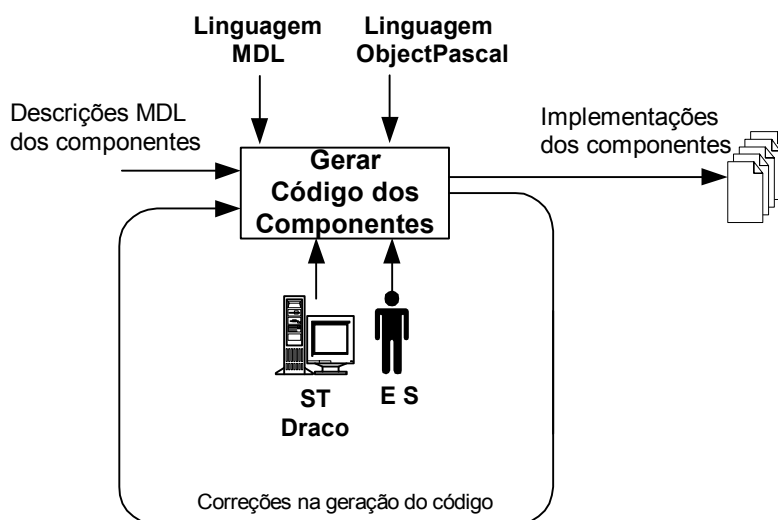 Linguagem
MDL
Linguagem
ObjectPascal
Descrições MDL
dos componentes
Gerar
Código dos
Componentes
Implementações
dos componentes
ST
Draco
E S
Correções na geração do código